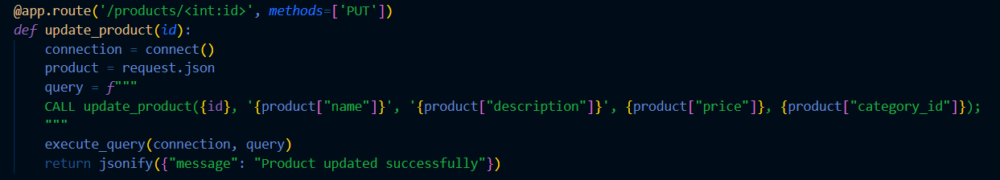 @app.route('/products/<int:id>', methods=['PUT'])
def update_product(id):
    connection = connect()
    product = request.json
    query = f"""
    CALL update_product({id}, '{product["name"]}', '{product["description"]}', {product["price"]}, {product["category_id"]});
    """
    execute_query(connection, query)
    return jsonify({"message": "Product updated successfully"})